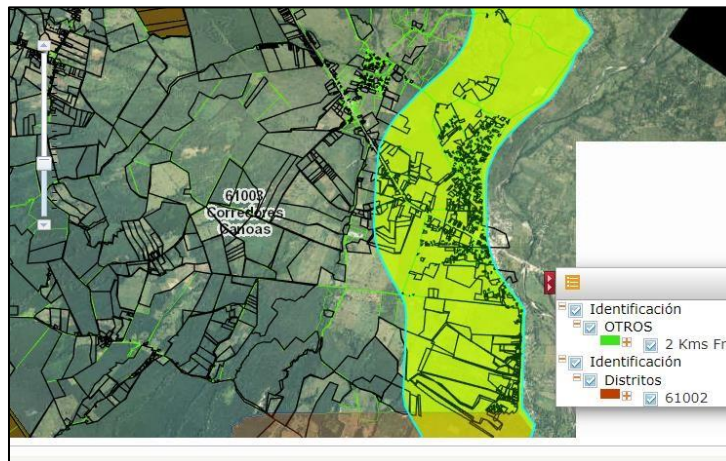 61003
Corredores
Canoas
Identificación
OTROS
2 Kms Fr
Identificación
Distritos
61002